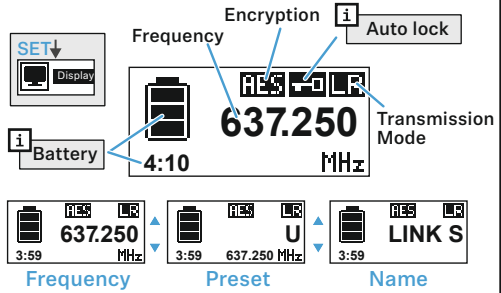 Encryption
i
Auto lock
Frequency
SET
Display
AES LR
637.250
Transmission
Mode
i
Battery
4:10
MHz
AES LR
637.250
3:59
MHz
AES LR
U
3:59
637.250 MHz
AES LR
LINK S
3:59
Frequency
Preset
Name